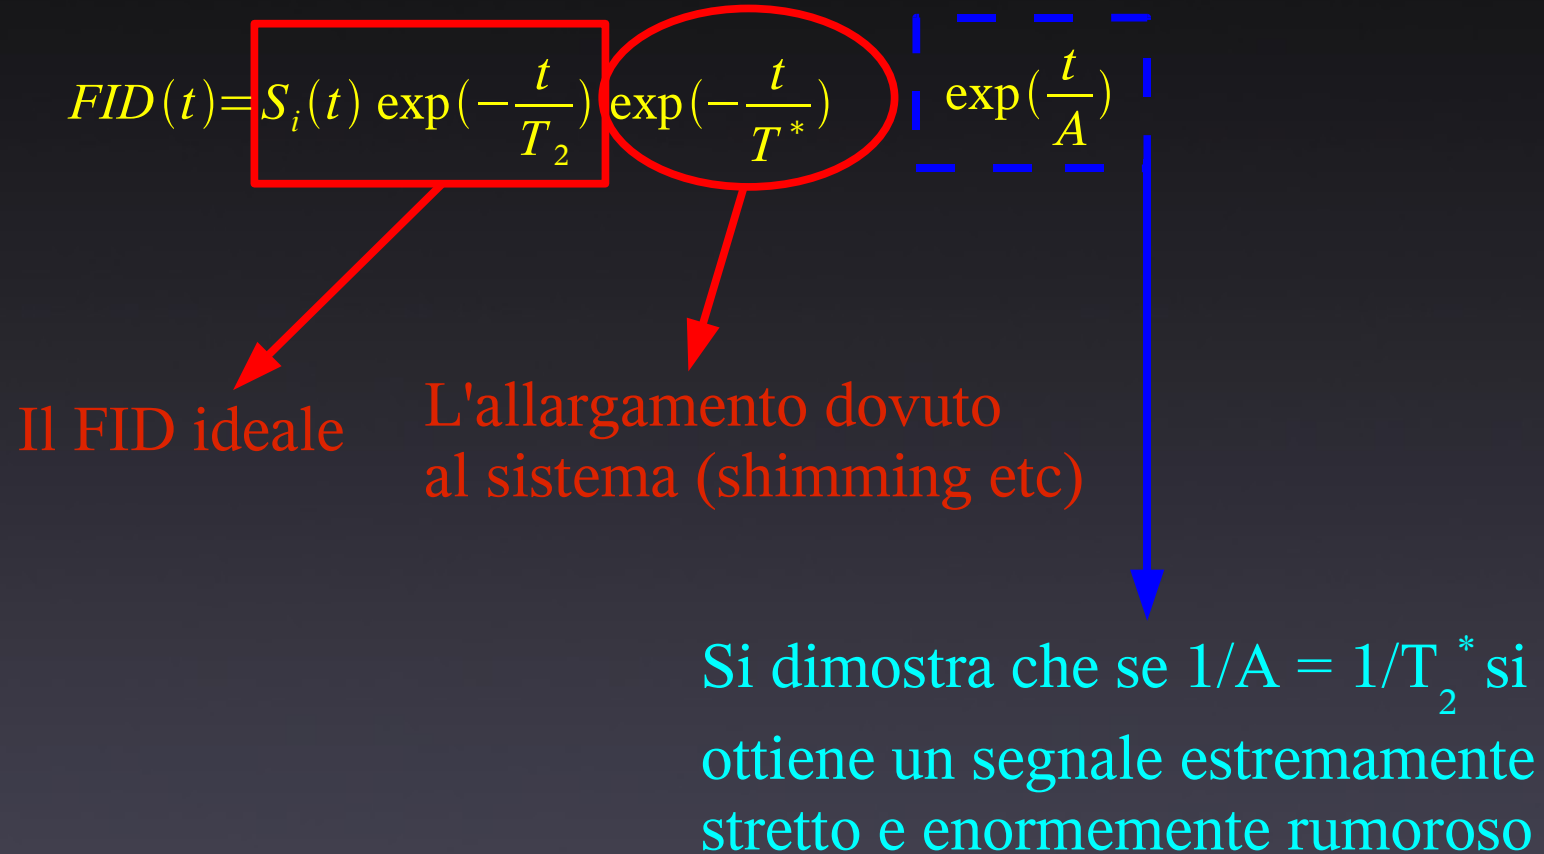 FID(t)=S_i(t) exp(−t/T_2) exp(−t/T^*) exp(t/A)
Il FID ideale
L'allargamento dovuto
al sistema (shimming etc)
Si dimostra che se 1/A = 1/T_2^* si
ottiene un segnale estremamente
stretto e enormemente rumoroso